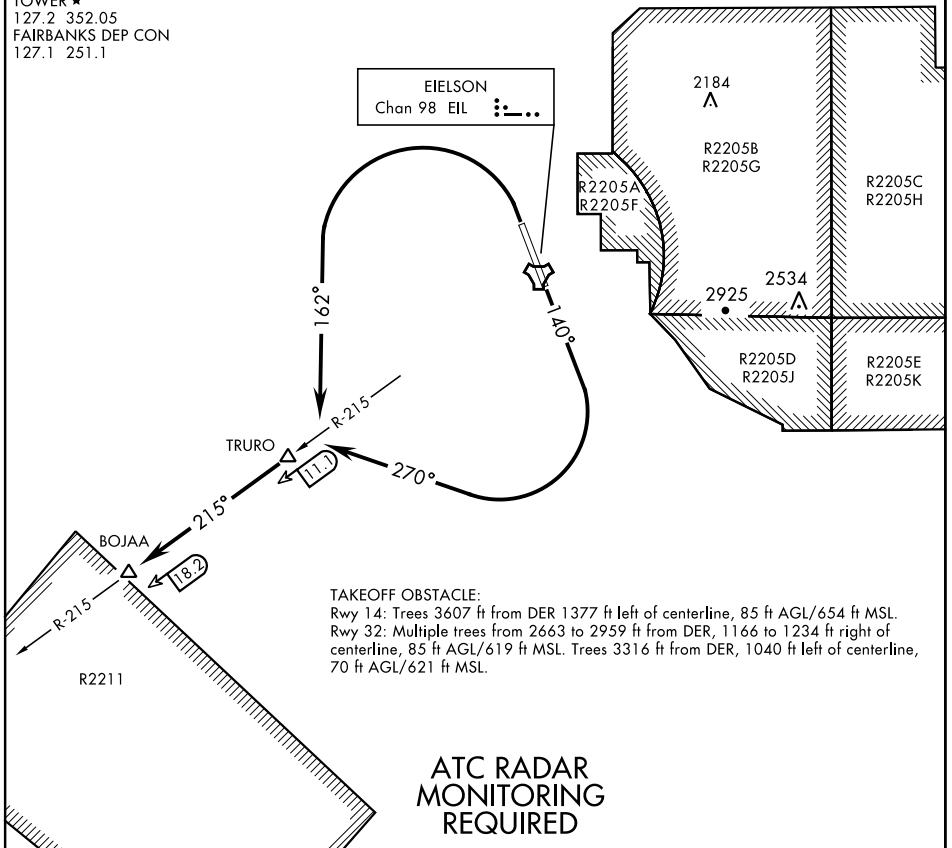 TOWER ★
127.2 352.05
FAIRBANKS DEP CON
127.1 251.1
EIELSON
Chan 98 EIL
2184
R2205B
R2205G
R2205A
R2205F
R2205C
R2205H
2534
2925
R2205D
R2205J
R2205E
R2205K
140°
162°
R-215
TRURO
11.1
270°
215°
BOJAA
18.2
R-215
R2211
TAKEOFF OBSTACLE:
Rwy 14: Trees 3607 ft from DER 1377 ft left of centerline, 85 ft AGL/654 ft MSL.
Rwy 32: Multiple trees from 2663 to 2959 ft from DER, 1166 to 1234 ft right of
centerline, 85 ft AGL/619 ft MSL. Trees 3316 ft from DER, 1040 ft left of centerline,
70 ft AGL/621 ft MSL.
ATC RADAR
MONITORING
REQUIRED